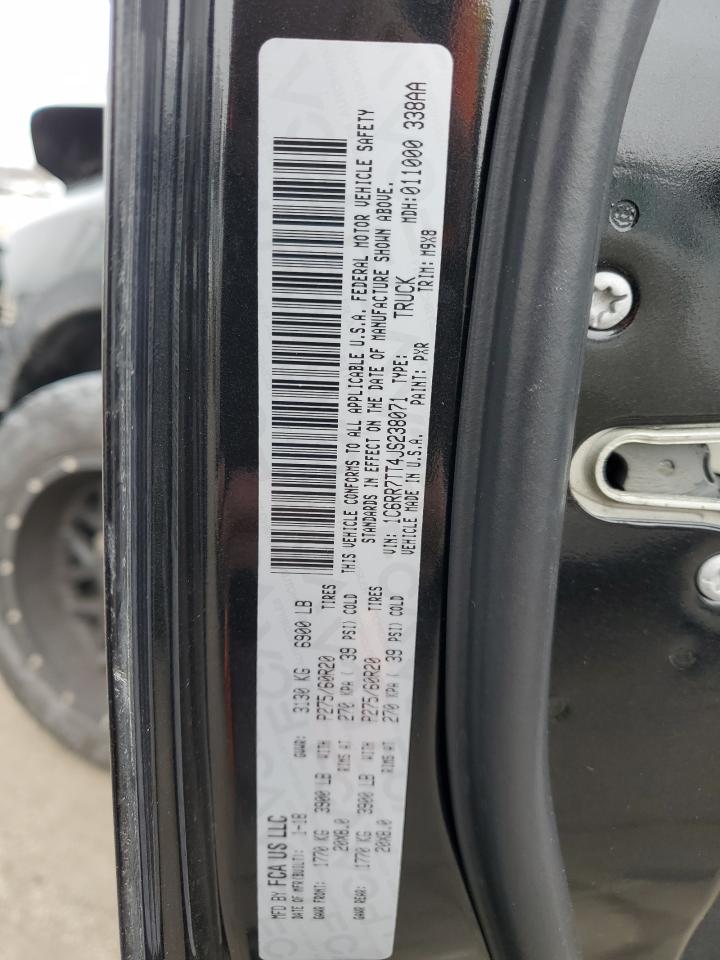 MFD BY FCA US LLC
DATE OF MFR(BUILT): 1-18 GVWR: 3130 KG 6900 LB
GAWR FRONT: 1770 KG 3900 LB WITH P275/60R20 TIRES
20X8.0 RIMS AT 270 KPA ( 39 PSI) COLD
GAWR REAR: 1770 KG 3900 LB WITH P275/60R20 TIRES
20X8.0 RIMS AT 270 KPA ( 39 PSI) COLD
THIS VEHICLE CONFORMS TO ALL APPLICABLE U.S.A. FEDERAL MOTOR VEHICLE SAFETY
STANDARDS IN EFFECT ON THE DATE OF MANUFACTURE SHOWN ABOVE.
VIN: 1C6RR7TT4JS238071 TYPE: TRUCK MDH:011000 338AA
VEHICLE MADE IN U.S.A. PAINT: PXR TRIM: M9X8